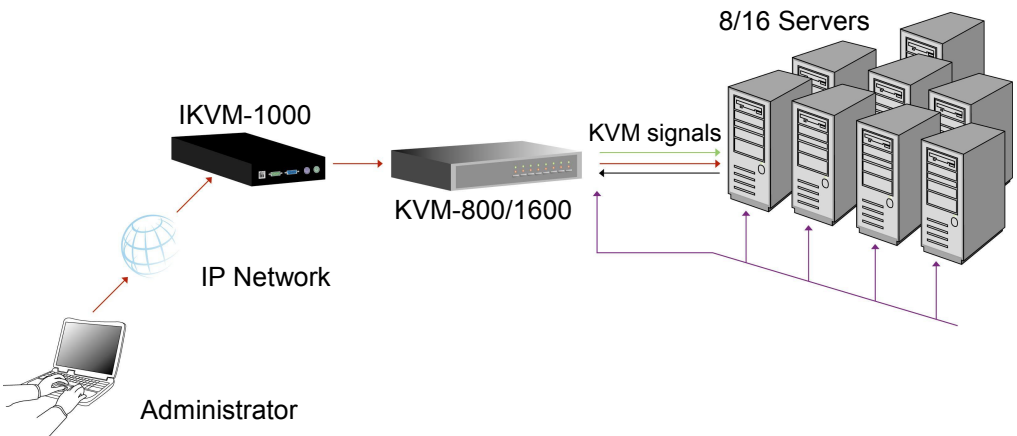 8/16 Servers
IKVM-1000
KVM signals
KVM-800/1600
IP Network
Administrator